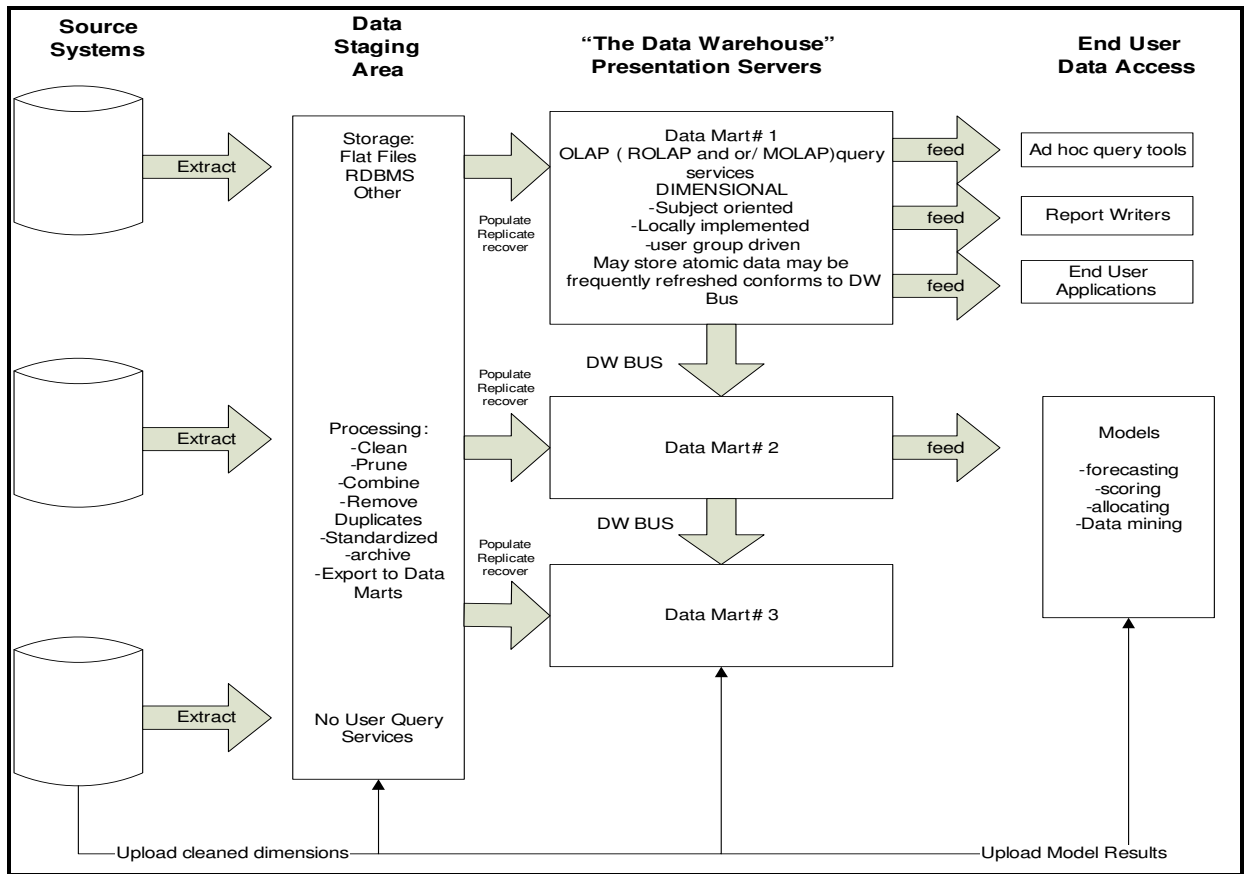 Source
Systems
Data
Staging
Area
“The Data Warehouse”
Presentation Servers
End User
Data Access
Extract
Extract
Extract
Storage:
Flat Files
RDBMS
Other
Processing:
-Clean
-Prune
-Combine
-Remove
Duplicates
-Standardized
-archive
-Export to Data
Marts
No User Query
Services
Populate
Replicate
recover
Populate
Replicate
recover
Populate
Replicate
recover
Data Mart# 1
OLAP ( ROLAP and or/ MOLAP)query
services
DIMENSIONAL
-Subject oriented
-Locally implemented
-user group driven
May store atomic data may be
frequently refreshed conforms to DW
Bus
DW BUS
Data Mart# 2
DW BUS
Data Mart# 3
feed
feed
feed
feed
Ad hoc query tools
Report Writers
End User
Applications
Models
-forecasting
-scoring
-allocating
-Data mining
Upload cleaned dimensions
Upload Model Results